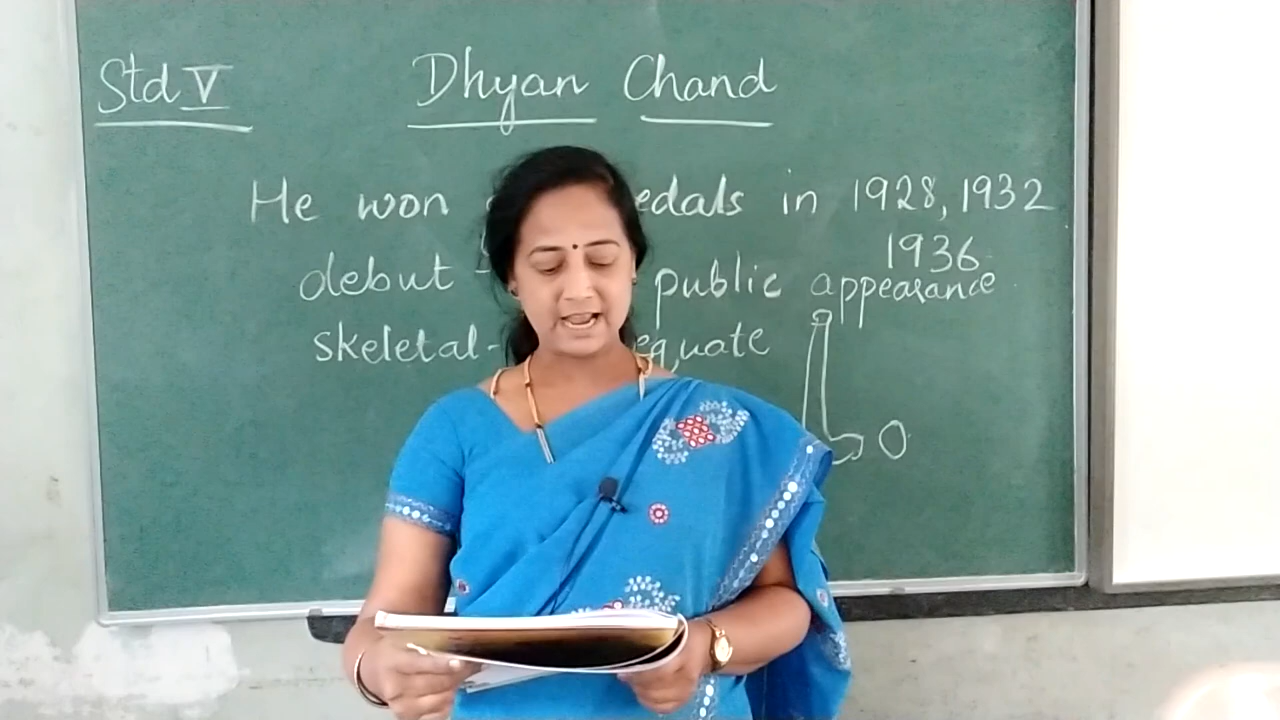 Std V
Dhyan Chand
He won edals in 1928, 1932
1936
debut - public appearance
skeletal- equate